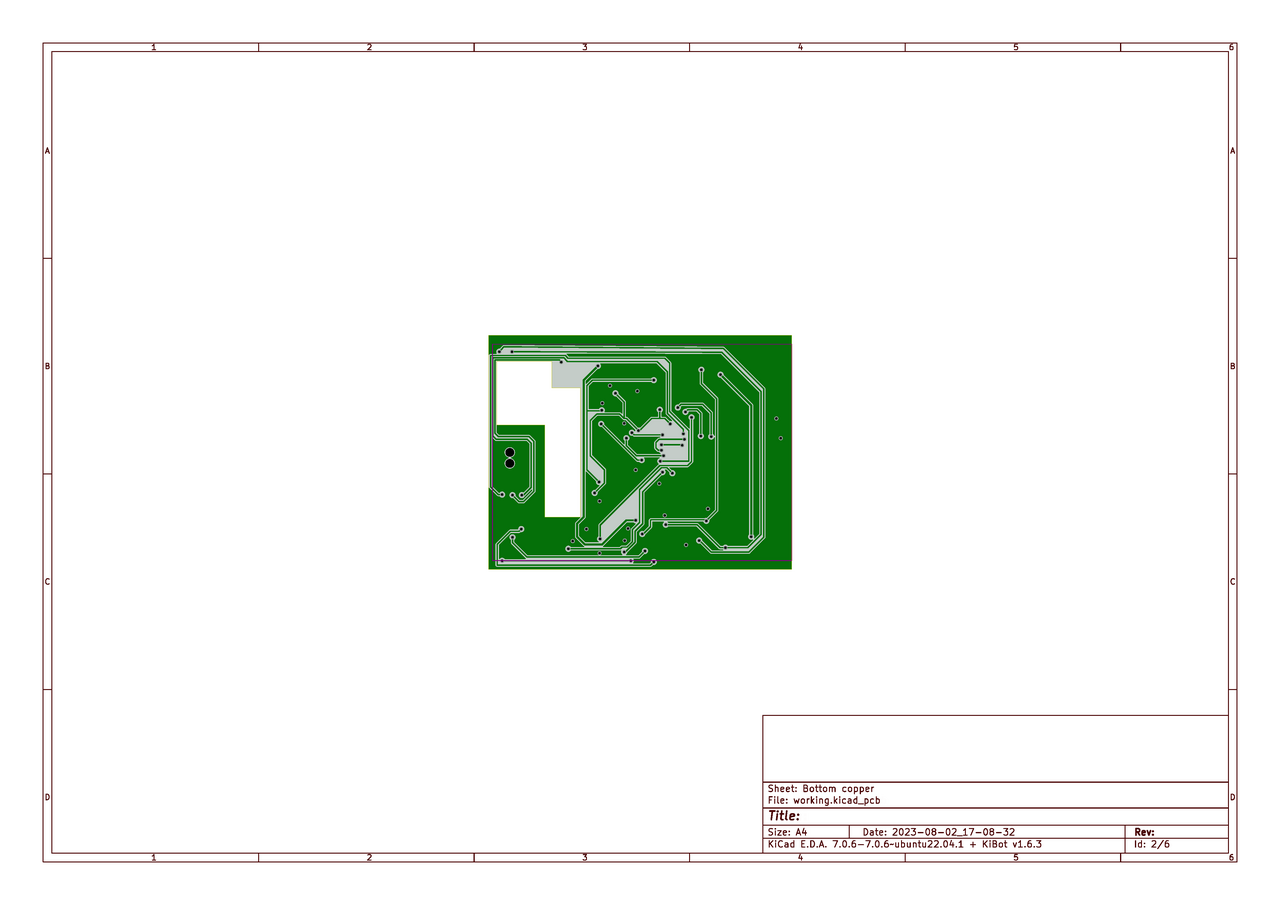 1 2 3 4 5 6
A A
B B
C C
Sheet: Bottom copper
File: working.kicad_pcb
D D
Title:
Size: A4 Date: 2023-08-02_17-08-32 Rev:
KiCad E.D.A. 7.0.6-7.0.6~ubuntu22.04.1 + KiBot v1.6.3 Id: 2/6
1 2 3 4 5 6